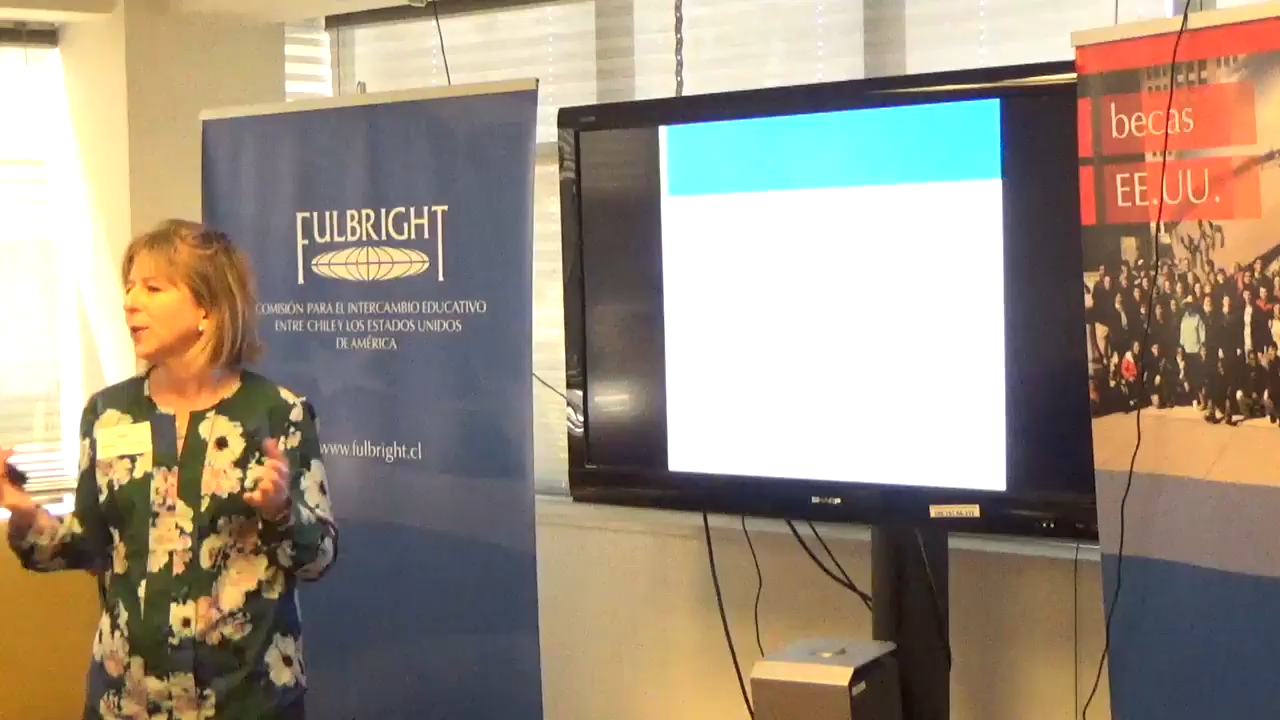 FULBRIGHT
COMISIÓN PARA EL INTERCAMBIO EDUCATIVO
ENTRE CHILE Y LOS ESTADOS UNIDOS
DE AMÉRICA
www.fulbright.cl
SHARP
becas
EE.UU.